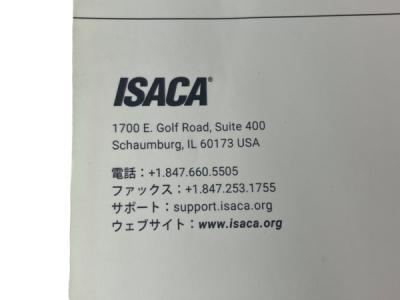 ISACA®
1700 E. Golf Road, Suite 400
Schaumburg, IL 60173 USA
電話：+1.847.660.5505
ファックス：+1.847.253.1755
サポート：support.isaca.org
ウェブサイト：www.isaca.org